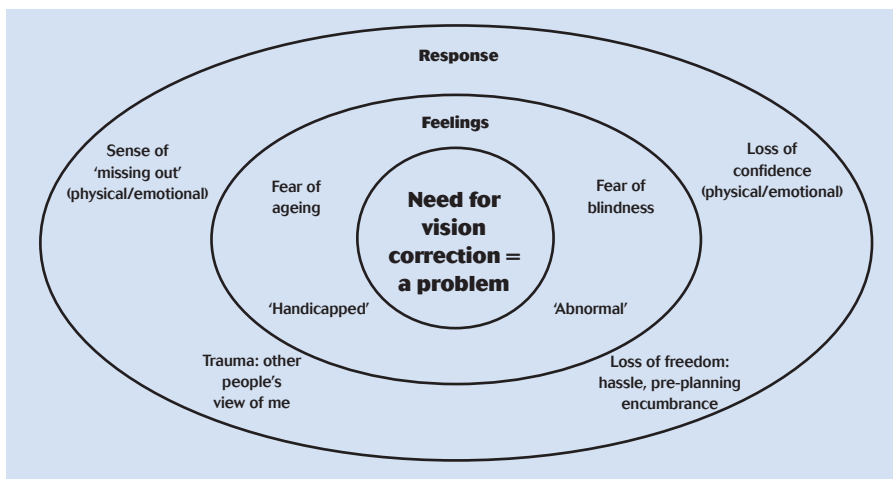 Response
Sense of
‘missing out’
(physical/emotional)
Loss of
confidence
(physical/emotional)
Feelings
Fear of
ageing
Fear of
blindness
Need for
vision
correction =
a problem
‘Handicapped’
‘Abnormal’
Trauma: other
people’s
view of me
Loss of freedom:
hassle, pre-planning
encumbrance